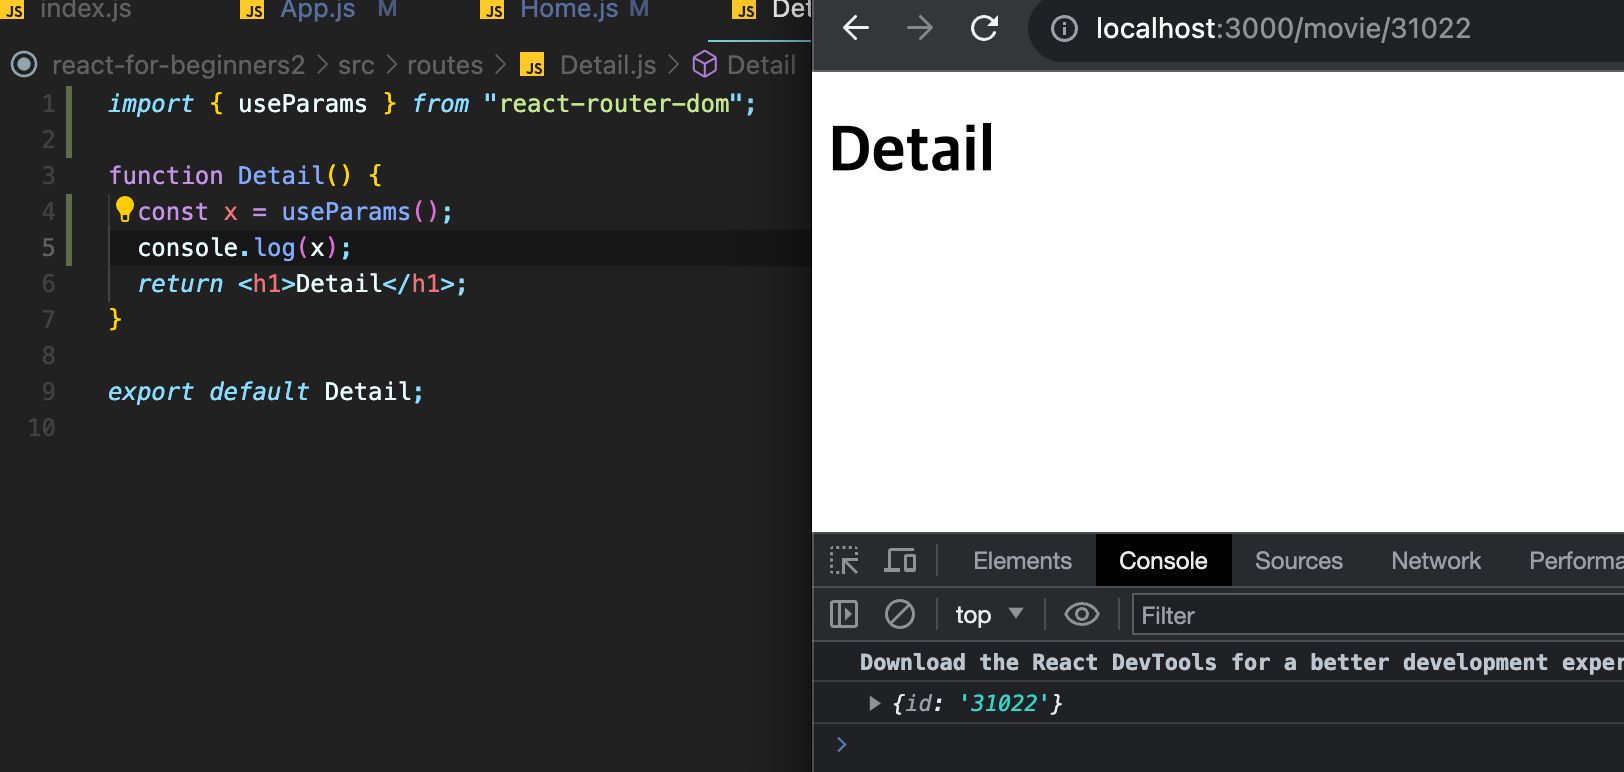 JS index.js JS App.js M JS Home.js M JS Det
react-for-beginners2 > src > routes > JS Detail.js > Detail
1 import { useParams } from "react-router-dom";
2
3 function Detail() {
4 const x = useParams();
5 console.log(x);
6 return <h1>Detail</h1>;
7 }
8
9 export default Detail;
10
localhost:3000/movie/31022
Detail
Elements Console Sources Network Performa
top Filter
Download the React DevTools for a better development exper
{id: '31022'}